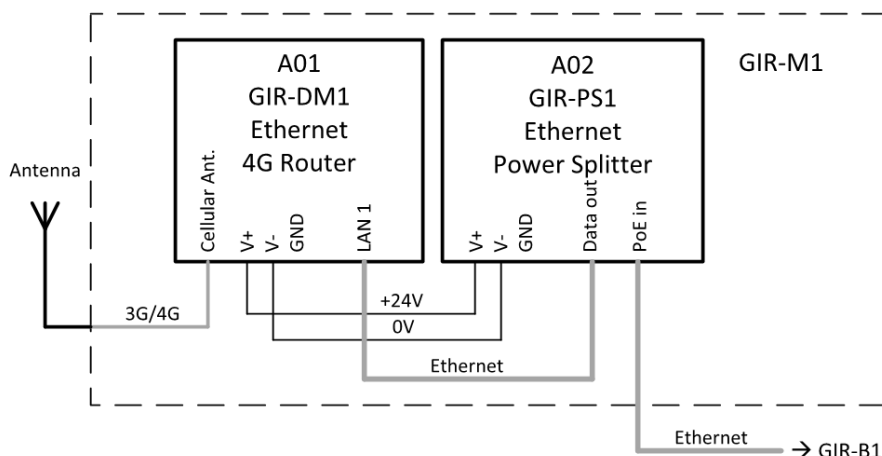 A01
GIR-DM1
Ethernet
4G Router
Cellular Ant.
V+
V-
GND
LAN 1
A02
GIR-PS1
Ethernet
Power Splitter
V+
V-
GND
Data out
PoE in
GIR-M1
Antenna
3G/4G
+24V
0V
Ethernet
Ethernet
→ GIR-B1